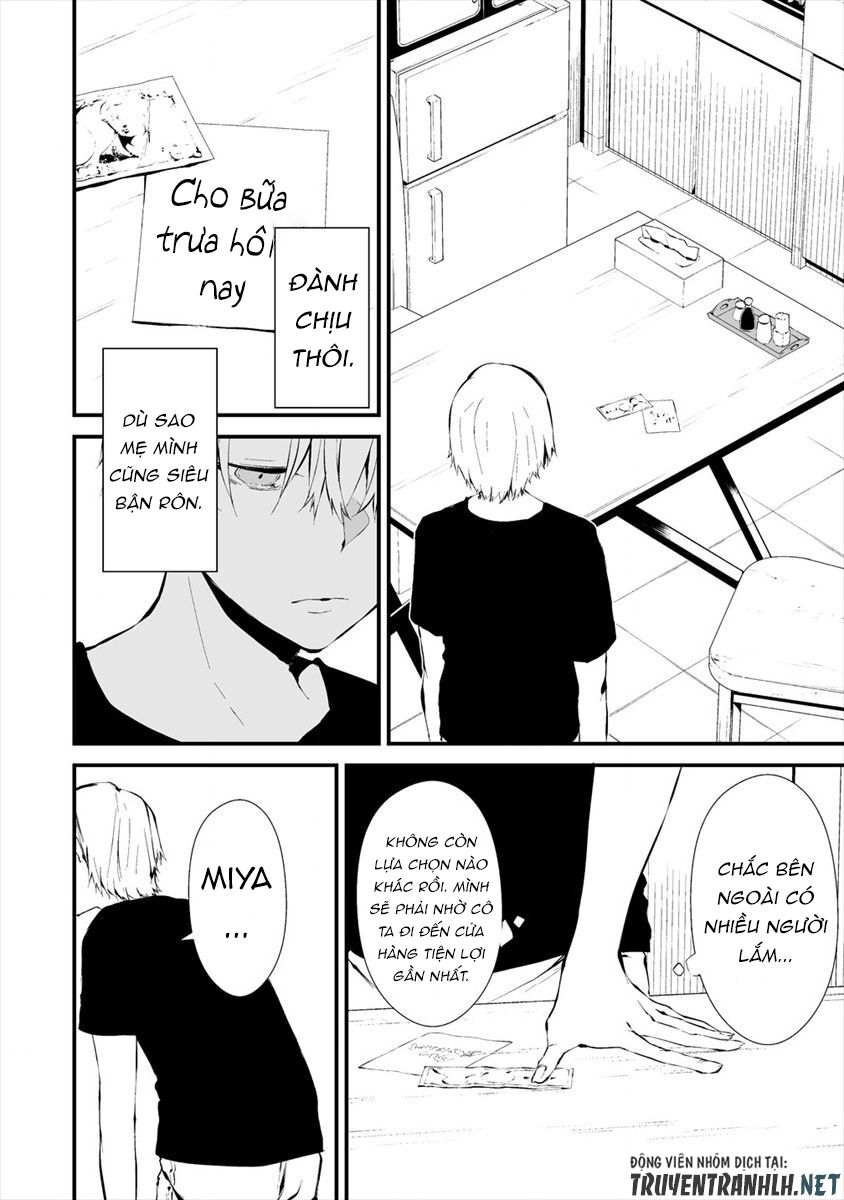 Cho bữa
trưa hô
nay
ĐÀNH
CHỊU
THÔI.
DÙ SAO
MẸ MÌNH
CŨNG SIÊU
BẬN RÔN.
CHẮC BÊN
NGOÀI CÓ
NHIỀU NGƯỜI
LẮM...
KHÔNG CÒN
LỰA CHỌN NÀO
KHÁC RỒI. MÌNH
SẼ PHẢI NHỜ CÔ
TA ĐI ĐẾN CỬA
HÀNG TIỆN LỢI
GẦN NHẤT.
MIYA
...
ĐỘNG VIÊN NHÓM DỊCH TẠI:
TRUYENTRANHLH.NET